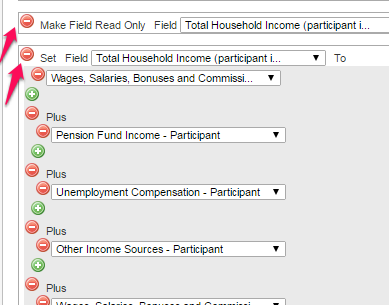 Make Field Read Only Field Total Household Income (participant i...
Set Field Total Household Income (participant i... To
Wages, Salaries, Bonuses and Commissi...
Plus
Pension Fund Income - Participant
Plus
Unemployment Compensation - Participant
Plus
Other Income Sources - Participant
Plus
Wages, Salaries, Bonuses and Commissi...